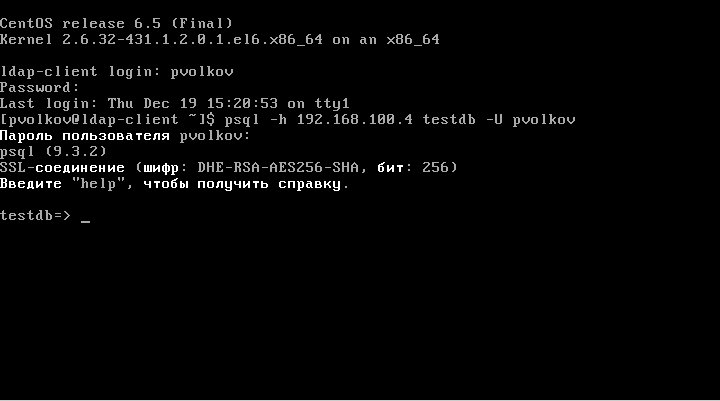 CentOS release 6.5 (Final)
Kernel 2.6.32-431.1.2.0.1.el6.x86_64 on an x86_64
ldap-client login: pvolkov
Password:
Last login: Thu Dec 19 15:20:53 on tty1
[pvolkov@ldap-client ~]$ psql -h 192.168.100.4 testdb -U pvolkov
Пароль пользователя pvolkov:
psql (9.3.2)
SSL-соединение (шифр: DHE-RSA-AES256-SHA, бит: 256)
Введите "help", чтобы получить справку.
testdb=> _